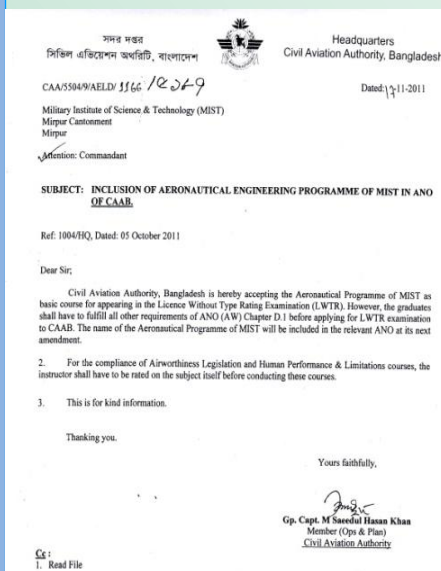 সদর দপ্তর
সিভিল এভিয়েশন অথরিটি, বাংলাদেশ
Headquarters
Civil Aviation Authority, Bangladesh
CAA/5504/9/AELD/
Dated: -11-2011
Military Institute of Science & Technology (MIST)
Mirpur Cantonment
Mirpur
Attention: Commandant
SUBJECT: INCLUSION OF AERONAUTICAL ENGINEERING PROGRAMME OF MIST IN ANO
OF CAAB.
Ref: 1004/HQ, Dated: 05 October 2011
Dear Sir;
Civil Aviation Authority, Bangladesh is hereby accepting the Aeronautical Programme of MIST as
basic course for appearing in the Licence Without Type Rating Examination (LWTR). However, the graduates
shall have to fulfill all other requirements of ANO (AW) Chapter D.1 before applying for LWTR examination
to CAAB. The name of the Aeronautical Programme of MIST will be included in the relevant ANO at its next
amendment.
2. For the compliance of Airworthiness Legislation and Human Performance & Limitations courses, the
instructor shall have to be rated on the subject itself before conducting these courses.
3. This is for kind information.
Thanking you.
Yours faithfully,
Gp. Capt. M Saeedul Hasan Khan
Member (Ops & Plan)
Civil Aviation Authority
Cc :
1. Read File